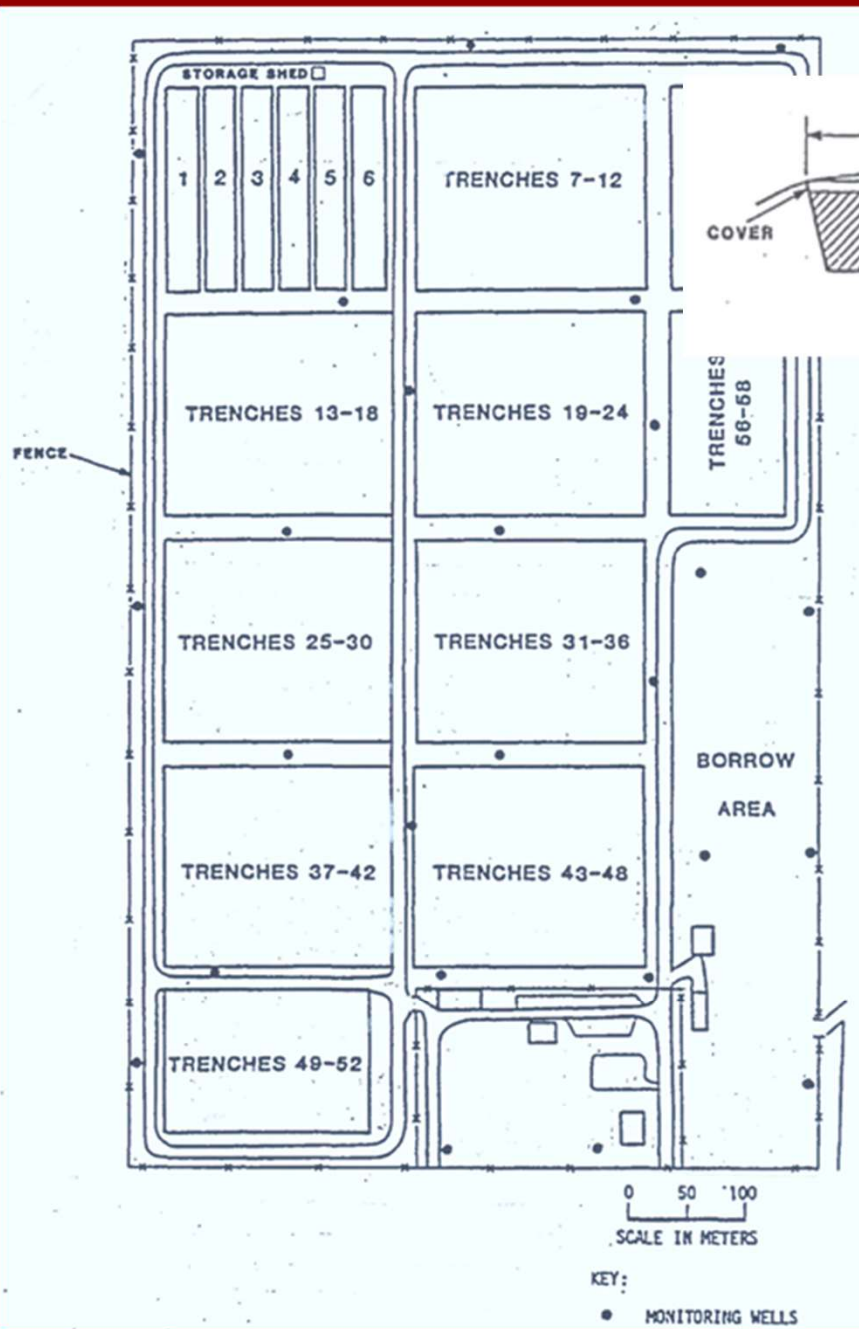 STORAGE SHED
1 2 3 4 5 6
TRENCHES 7-12
COVER
TRENCHES 13-18
TRENCHES 19-24
TRENCHES
56-58
FENCE
TRENCHES 25-30
TRENCHES 31-36
BORROW
AREA
TRENCHES 37-42
TRENCHES 43-48
TRENCHES 49-52
0 50 100
SCALE IN METERS
KEY:
MONITORING WELLS